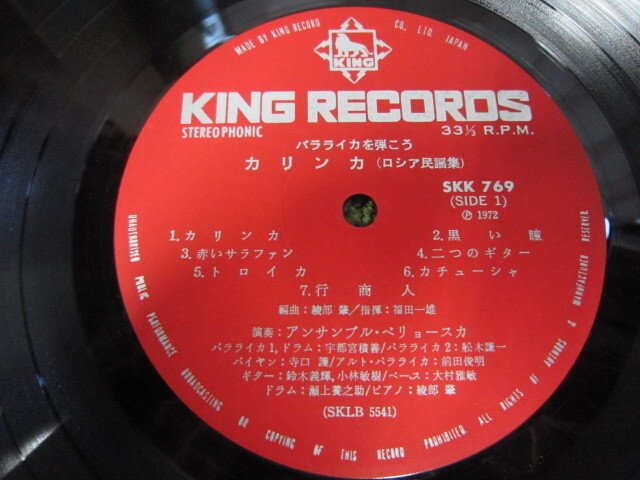 MADE BY KING RECORD CO., LTD. JAPAN
KING
KING RECORDS
STEREOPHONIC
33⅓ R.P.M.
バラライカを弾こう
カリンカ(ロシア民謡集)
SKK 769
(SIDE 1)
Ⓟ 1972
1.カリンカ 2.黒い瞳
3.赤いサラファン 4.二つのギター
5.トロイカ 6.カチューシャ
7.行商人
編曲:綾部 肇/指揮:福田一雄
演奏:アンサンブル・ベリョースカ
バラライカ1,ドラム:宇都宮積善/バラライカ2:舩木謙一
バイヤン:寺口 護/アルト・バラライカ:前田俊明
ギター:鈴木義輝,小林敏樹/ベース:大村雅敏
ドラム:瀬上養之助/ピアノ:綾部 肇
(SKLB 5541)
UNAUTHORIZED PUBLIC PERFORMANCE BROADCASTING OR COPYING OF THIS RECORD PROHIBITED. ALL RIGHTS OF AUTHORS & MANUFACTURER RESERVED